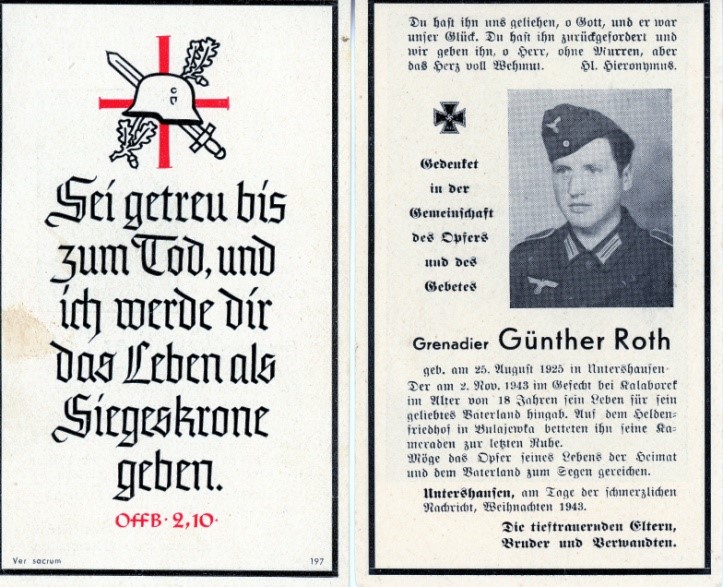 Sei getreu bis
zum Tod, und
ich werde dir
das Leben als
Siegeskrone
geben.
OffB · 2,10·
Ver sacrum
197
Du hast ihn uns geliehen, o Gott, und er war
unser Glück. Du hast ihn zurückgefordert und
wir geben ihn, o Herr, ohne Murren, aber
das Herz voll Wehmut. Hl. Hieronymus.
Gedenket
in der
Gemeinschaft
des Opfers
und des
Gebetes
Grenadier Günther Roth
geb. am 25. August 1925 in Untershausen·
Der am 2. Nov. 1943 im Gefecht bei Kalaborek
im Alter von 18 Jahren sein Leben für sein
geliebtes Vaterland hingab. Auf dem Helden-
friedhof in Bulajewka betteten ihn seine Ka-
meraden zur letzten Ruhe.
Möge das Opfer seines Lebens der Heimat
und dem Vaterland zum Segen gereichen.
Untershausen, am Tage der schmerzlichen
Nachricht, Weihnachten 1943.
Die tieftrauernden Eltern,
Bruder und Verwandten.